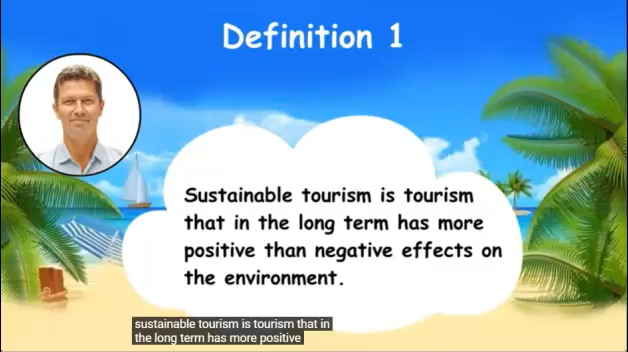 Definition 1
Sustainable tourism is tourism
that in the long term has more
positive than negative effects on
the environment.
sustainable tourism is tourism that in
the long term has more positive